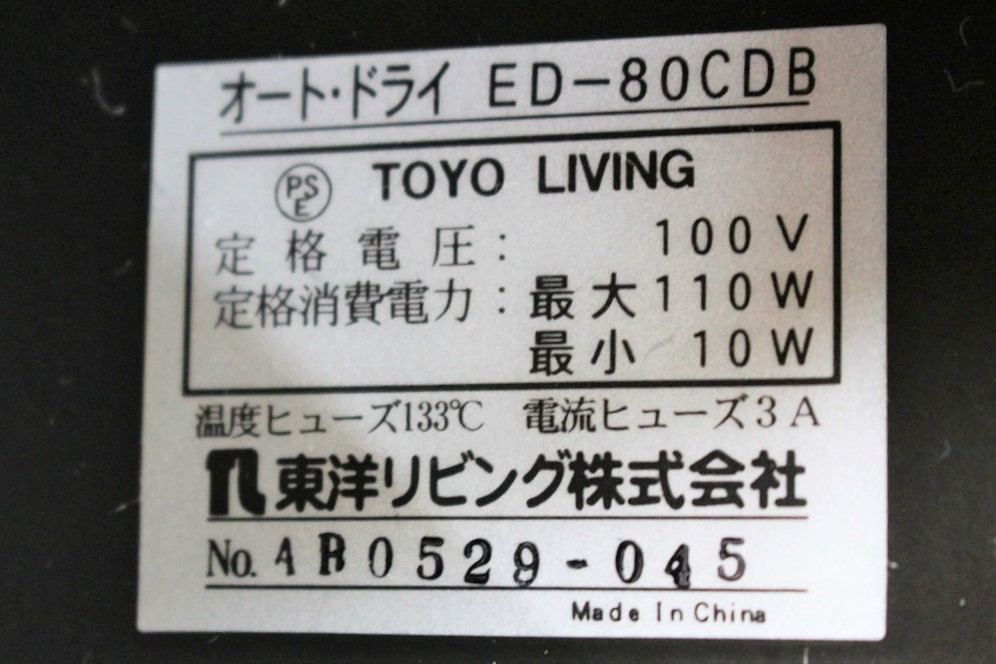 オート・ドライ ED-80CDB
PSE TOYO LIVING
定格電圧: 100V
定格消費電力: 最大110W
最小 10W
温度ヒューズ133℃ 電流ヒューズ3A
東洋リビング株式会社
No. AB0529-045
Made In China